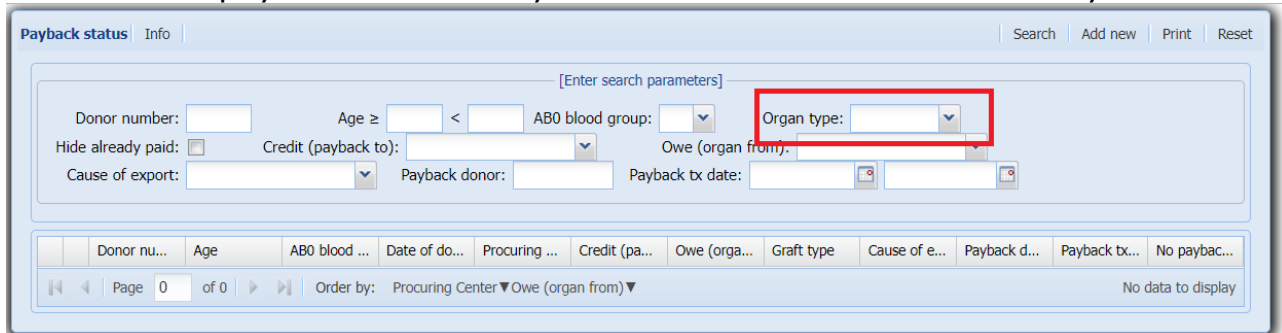 Payback status Info Search Add new Print Reset
[Enter search parameters]
Donor number: Age ≥ < AB0 blood group: Organ type:
Hide already paid: Credit (payback to): Owe (organ from):
Cause of export: Payback donor: Payback tx date:
Donor nu... Age AB0 blood ... Date of do... Procuring ... Credit (pa... Owe (orga... Graft type Cause of e... Payback d... Payback tx... No paybac...
Page 0 of 0 Order by: Procuring Center▼Owe (organ from)▼ No data to display